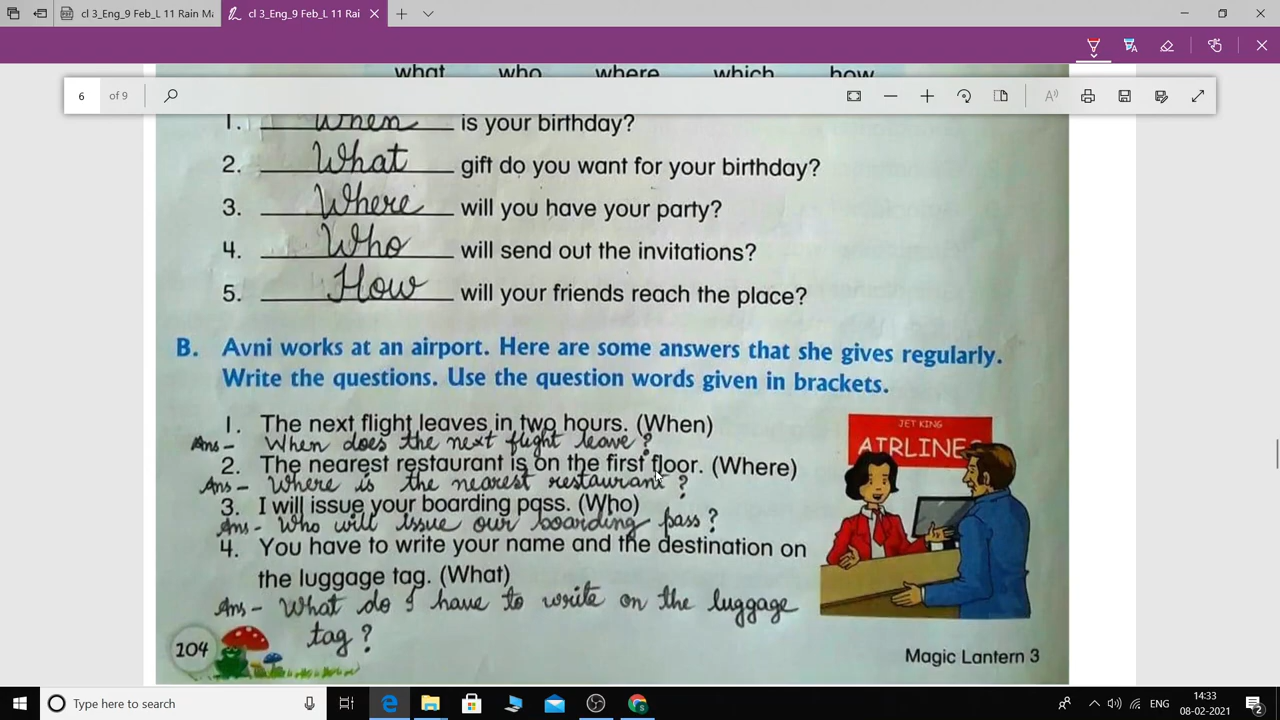 cl 3_Eng_9 Feb_L 11 Rain Ma
cl 3_Eng_9 Feb_L 11 Rai
6 of 9
what who where which how
1. When is your birthday?
2. What gift do you want for your birthday?
3. Where will you have your party?
4. Who will send out the invitations?
5. How will your friends reach the place?
B. Avni works at an airport. Here are some answers that she gives regularly.
Write the questions. Use the question words given in brackets.
1. The next flight leaves in two hours. (When)
Ans - When does the next flight leave?
2. The nearest restaurant is on the first floor. (Where)
Ans - Where is the nearest restaurant?
3. I will issue your boarding pass. (Who)
Ans - Who will issue our boarding pass?
4. You have to write your name and the destination on
the luggage tag. (What)
Ans - What do I have to write on the luggage
tag?
JET KING
AIRLINES
204
Magic Lantern 3
Type here to search
ENG
14:33
08-02-2021
2